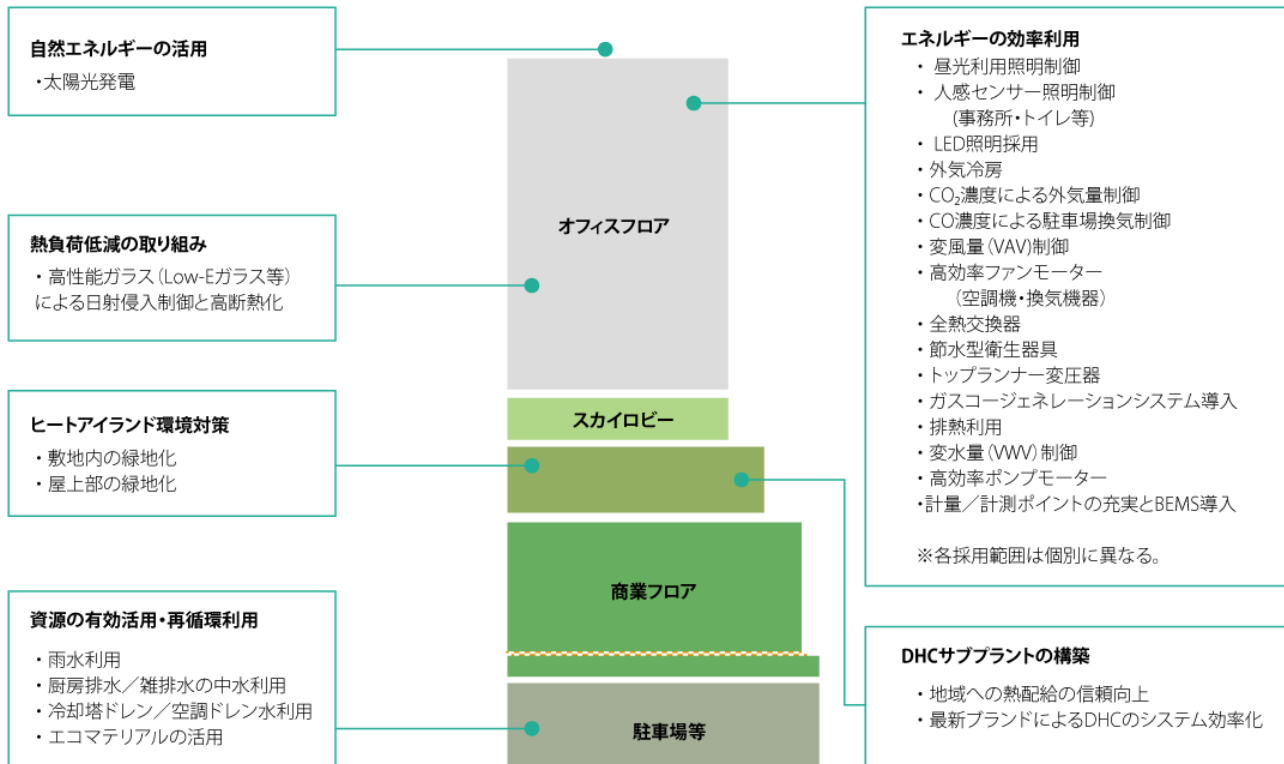 自然エネルギーの活用
・太陽光発電
熱負荷低減の取り組み
・高性能ガラス（Low-Eガラス等）
による日射侵入制御と高断熱化
ヒートアイランド環境対策
・敷地内の緑地化
・屋上部の緑地化
資源の有効活用・再循環利用
・雨水利用
・厨房排水／雑排水の中水利用
・冷却塔ドレン／空調ドレン水利用
・エコマテリアルの活用
オフィスフロア
スカイロビー
商業フロア
駐車場等
エネルギーの効率利用
・昼光利用照明制御
・人感センサー照明制御
(事務所・トイレ等)
・LED照明採用
・外気冷房
・CO₂濃度による外気量制御
・CO濃度による駐車場換気制御
・変風量（VAV)制御
・高効率ファンモーター
（空調機・換気機器）
・全熱交換器
・節水型衛生器具
・トップランナー変圧器
・ガスコージェネレーションシステム導入
・排熱利用
・変水量（VWV）制御
・高効率ポンプモーター
・計量／計測ポイントの充実とBEMS導入
※各採用範囲は個別に異なる。
DHCサブプラントの構築
・地域への熱配給の信頼向上
・最新ブランドによるDHCのシステム効率化